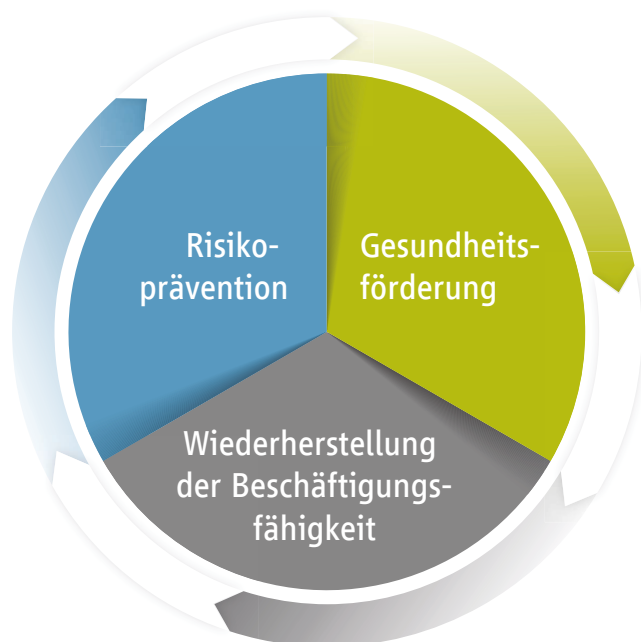 Risiko-
prävention
Gesundheits-
förderung
Wiederherstellung
der Beschäftigungs-
fähigkeit